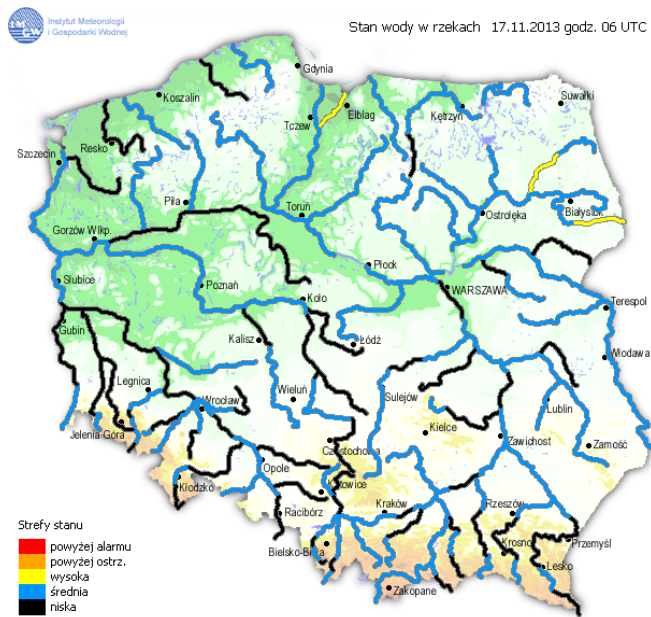 IMGW
Instytut Meteorologii
i Gospodarki Wodnej
Stan wody w rzekach 17.11.2013 godz. 06 UTC
Gdynia
Koszalin
Suwałki
Elbląg
Kętrzyn
Tczew
Resko
Szczecin
Piła
Toruń
Ostrołęka
Białystok
Gorzów Wlkp.
Płock
Słubice
Poznań
WARSZAWA
Koło
Terespol
Gubin
Kalisz
Łódź
Włodawa
Legnica
Wieluń
Sulejów
Wrocław
Lublin
Jelenia Góra
Kielce
Zawichost
Zamość
Częstochowa
Opole
Kłodzko
Katowice
Kraków
Rzeszów
Racibórz
Strefy stanu
Bielsko-Biała
Krosno
Przemyśl
powyżej alarmu
powyżej ostrz.
Lesko
wysoka
średnia
Zakopane
niska